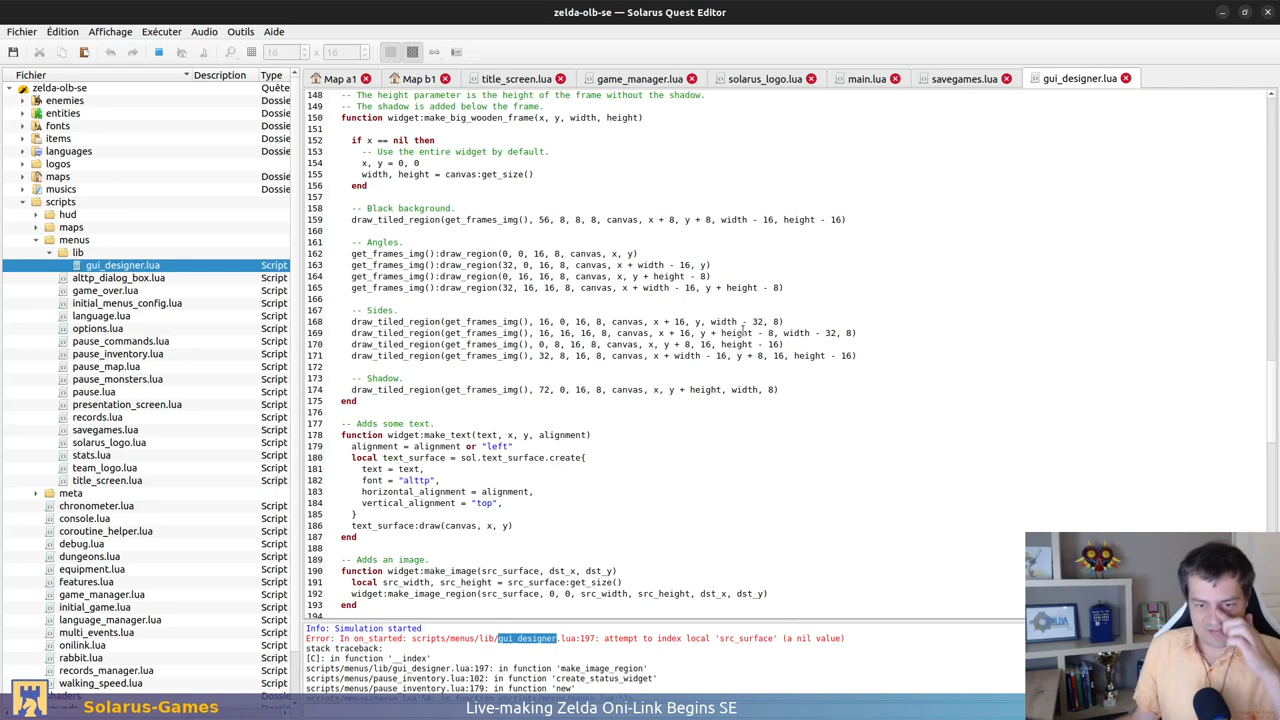 zelda-olb-se — Solarus Quest Editor
Fichier Édition Affichage Exécuter Audio Outils Aide
16 x 16
Fichier Description Type
Map a1 Map b1 title_screen.lua game_manager.lua solarus_logo.lua main.lua savegames.lua gui_designer.lua
zelda-olb-se Quête
enemies Dossie
entities Dossie
fonts Dossie
items Dossie
languages Dossie
logos Dossie
maps Dossie
musics Dossie
scripts Dossie
hud Dossie
maps Dossie
menus Dossie
lib Dossie
gui_designer.lua Script
alttp_dialog_box.lua Script
game_over.lua Script
initial_menus_config.lua Script
language.lua Script
options.lua Script
pause_commands.lua Script
pause_inventory.lua Script
pause_map.lua Script
pause_monsters.lua Script
pause.lua Script
presentation_screen.lua Script
records.lua Script
savegames.lua Script
solarus_logo.lua Script
stats.lua Script
team_logo.lua Script
title_screen.lua Script
meta Dossie
chronometer.lua Script
console.lua Script
coroutine_helper.lua Script
debug.lua Script
dungeons.lua Script
equipment.lua Script
features.lua Script
game_manager.lua Script
initial_game.lua Script
language_manager.lua Script
multi_events.lua Script
onilink.lua Script
rabbit.lua Script
records_manager.lua Script
walking_speed.lua Script
148 -- The height parameter is the height of the frame without the shadow.
149 -- The shadow is added below the frame.
150 function widget:make_big_wooden_frame(x, y, width, height)
151
152 if x == nil then
153 -- Use the entire widget by default.
154 x, y = 0, 0
155 width, height = canvas:get_size()
156 end
157
158 -- Black background.
159 draw_tiled_region(get_frames_img(), 56, 8, 8, 8, canvas, x + 8, y + 8, width - 16, height - 16)
160
161 -- Angles.
162 get_frames_img():draw_region(0, 0, 16, 8, canvas, x, y)
163 get_frames_img():draw_region(32, 0, 16, 8, canvas, x + width - 16, y)
164 get_frames_img():draw_region(0, 16, 16, 8, canvas, x, y + height - 8)
165 get_frames_img():draw_region(32, 16, 16, 8, canvas, x + width - 16, y + height - 8)
166
167 -- Sides.
168 draw_tiled_region(get_frames_img(), 16, 0, 16, 8, canvas, x + 16, y, width - 32, 8)
169 draw_tiled_region(get_frames_img(), 16, 16, 16, 8, canvas, x + 16, y + height - 8, width - 32, 8)
170 draw_tiled_region(get_frames_img(), 0, 8, 16, 8, canvas, x, y + 8, 16, height - 16)
171 draw_tiled_region(get_frames_img(), 32, 8, 16, 8, canvas, x + width - 16, y + 8, 16, height - 16)
172
173 -- Shadow.
174 draw_tiled_region(get_frames_img(), 72, 0, 16, 8, canvas, x, y + height, width, 8)
175 end
176
177 -- Adds some text.
178 function widget:make_text(text, x, y, alignment)
179 alignment = alignment or "left"
180 local text_surface = sol.text_surface.create{
181 text = text,
182 font = "alttp",
183 horizontal_alignment = alignment,
184 vertical_alignment = "top",
185 }
186 text_surface:draw(canvas, x, y)
187 end
188
189 -- Adds an image.
190 function widget:make_image(src_surface, dst_x, dst_y)
191 local src_width, src_height = src_surface:get_size()
192 widget:make_image_region(src_surface, 0, 0, src_width, src_height, dst_x, dst_y)
193 end
194
Info: Simulation started
Error: In on_started: scripts/menus/lib/gui_designer.lua:197: attempt to index local 'src_surface' (a nil value)
stack traceback:
[C]: in function '__index'
scripts/menus/lib/gui_designer.lua:197: in function 'make_image_region'
scripts/menus/pause_inventory.lua:102: in function 'create_status_widget'
scripts/menus/pause_inventory.lua:179: in function 'new'
Solarus-Games
Live-making Zelda Oni-Link Begins SE